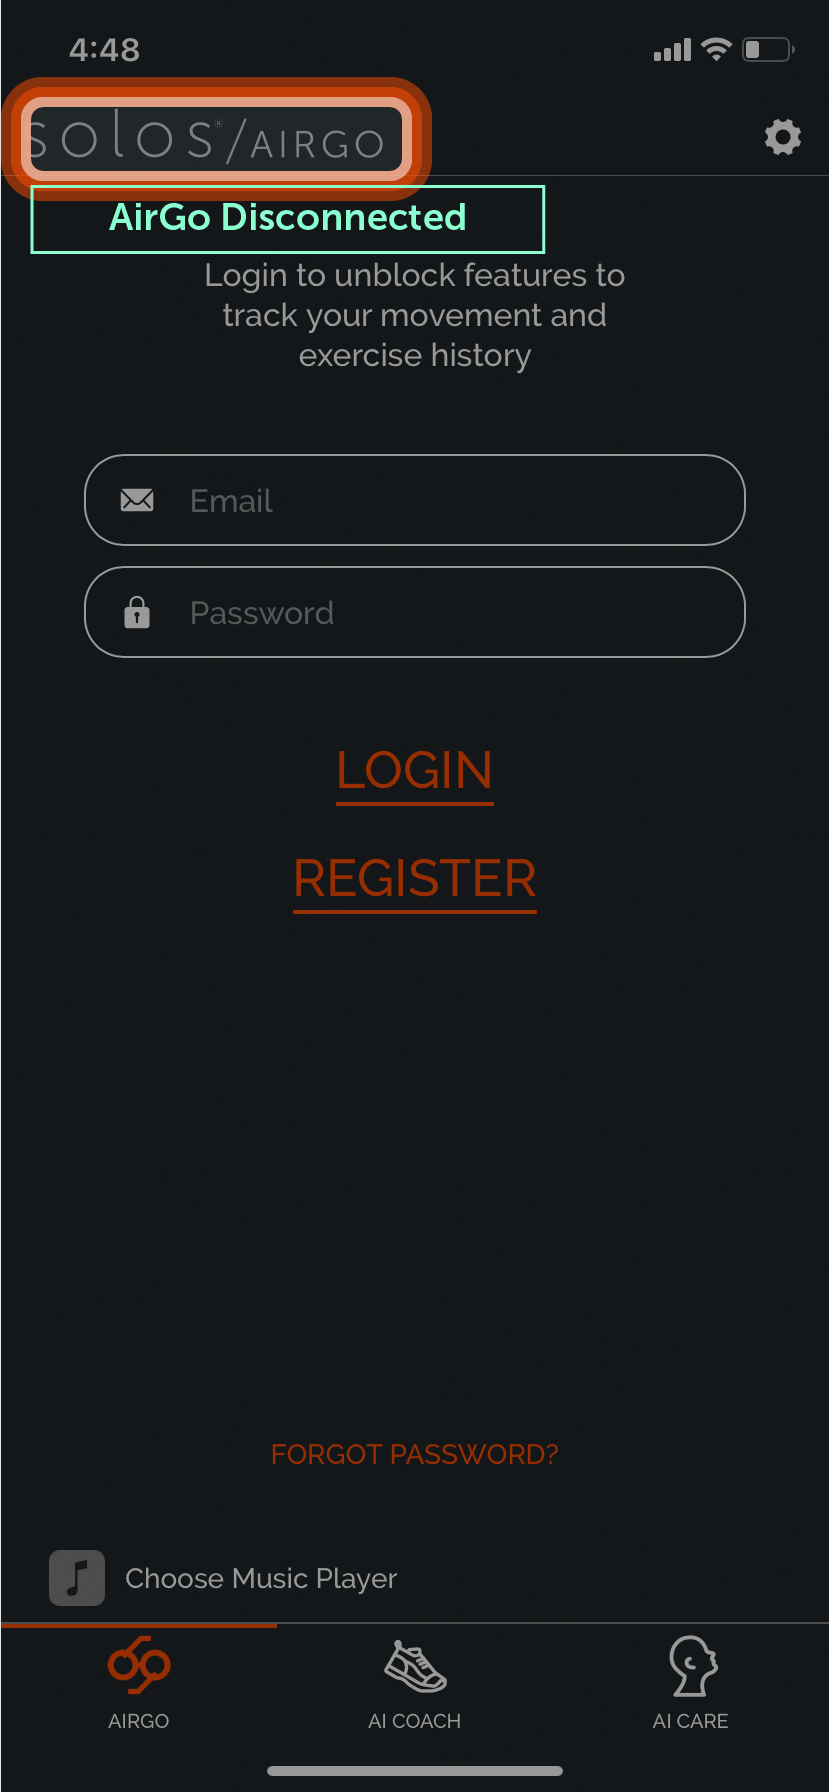 4:48
solos®/AIRGO
AirGo Disconnected
Login to unblock features to
track your movement and
exercise history
Email
Password
LOGIN
REGISTER
FORGOT PASSWORD?
Choose Music Player
AIRGO
AI COACH
AI CARE